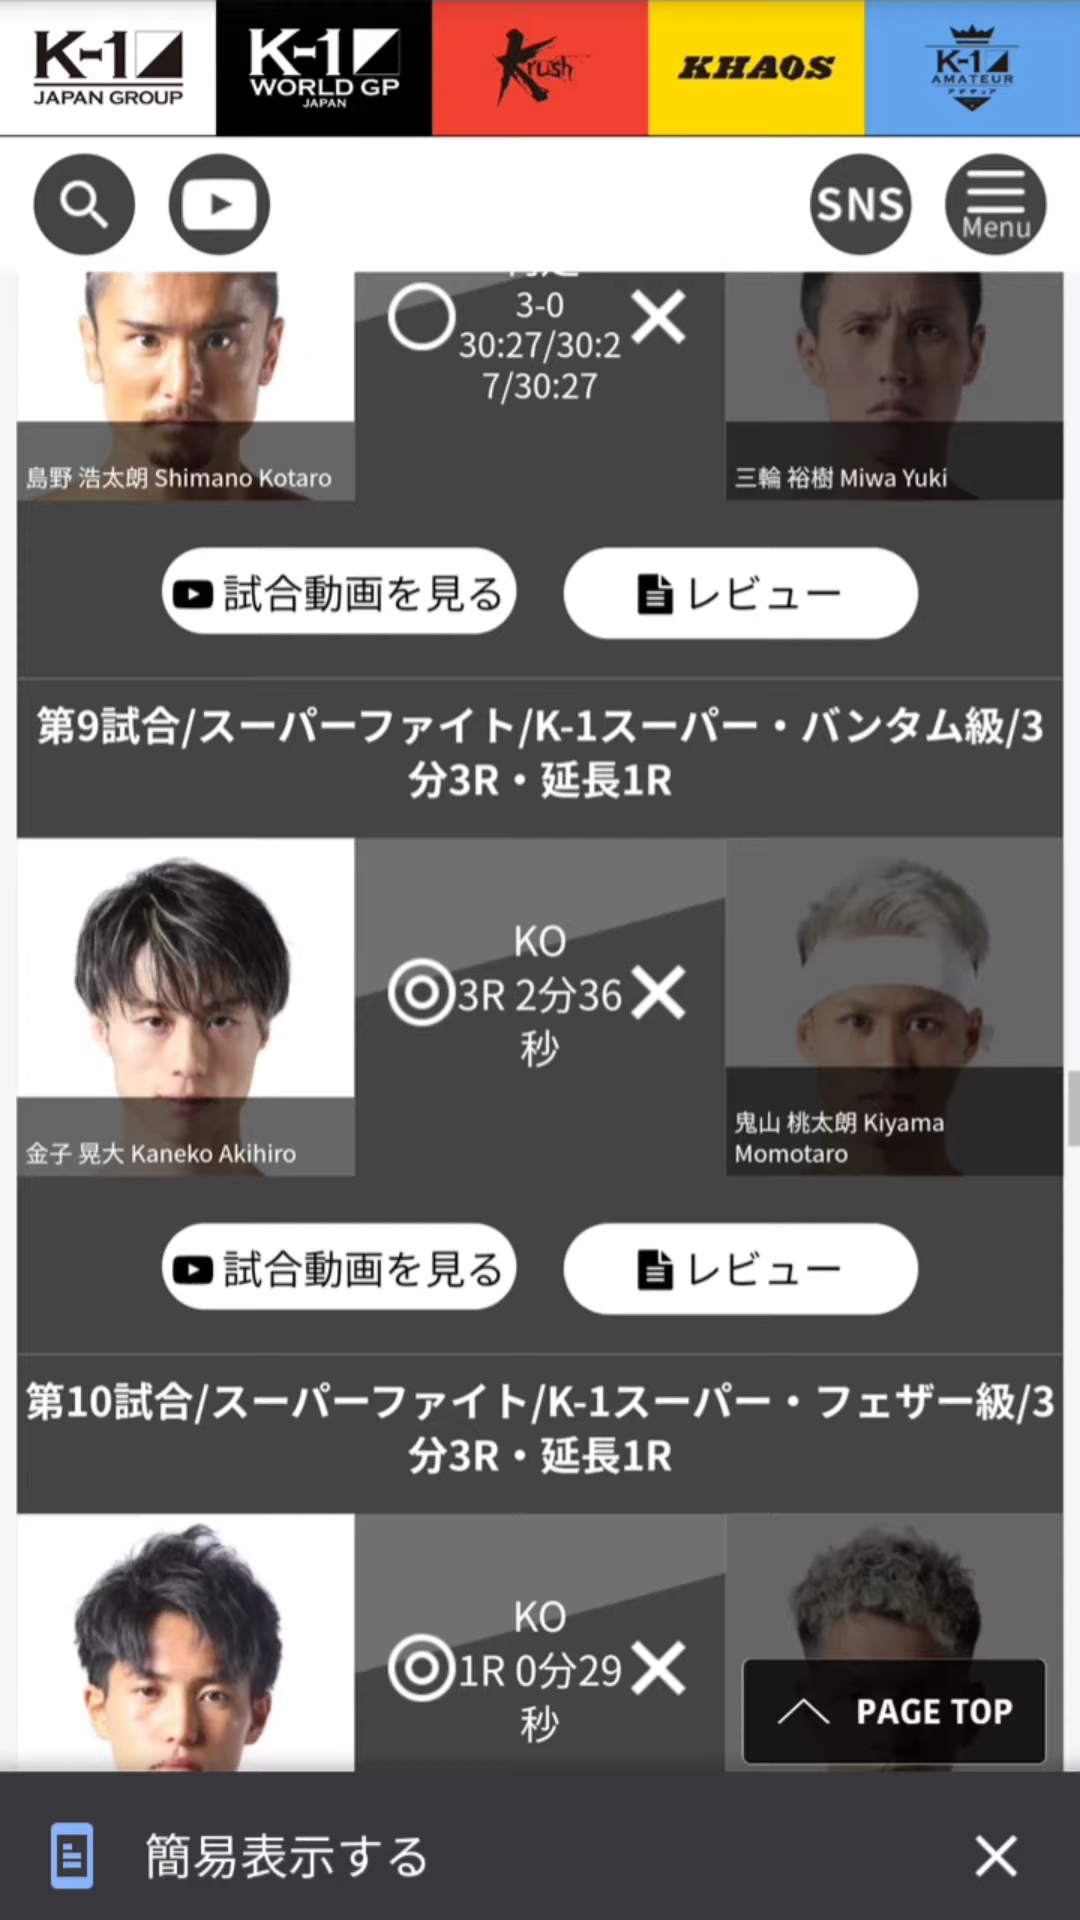 K-1
JAPAN GROUP
K-1
WORLD GP
JAPAN
Krush
KHAOS
K-1
AMATEUR
アマチュア
SNS
Menu
3-0
30:27/30:2
7/30:27
島野 浩太朗 Shimano Kotaro
三輪 裕樹 Miwa Yuki
試合動画を見る
レビュー
第9試合/スーパーファイト/K-1スーパー・バンタム級/3
分3R・延長1R
KO
3R 2分36
秒
金子 晃大 Kaneko Akihiro
鬼山 桃太朗 Kiyama
Momotaro
試合動画を見る
レビュー
第10試合/スーパーファイト/K-1スーパー・フェザー級/3
分3R・延長1R
KO
1R 0分29
秒
PAGE TOP
簡易表示する